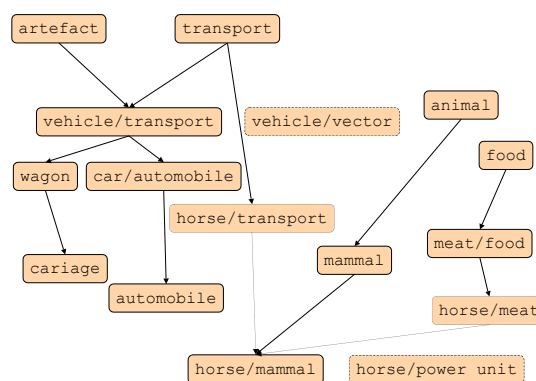 artefact
transport
animal
vehicle/transport
vehicle/vector
food
wagon
car/automobile
horse/transport
meat/food
cariage
mammal
automobile
horse/meat
horse/mammal
horse/power unit